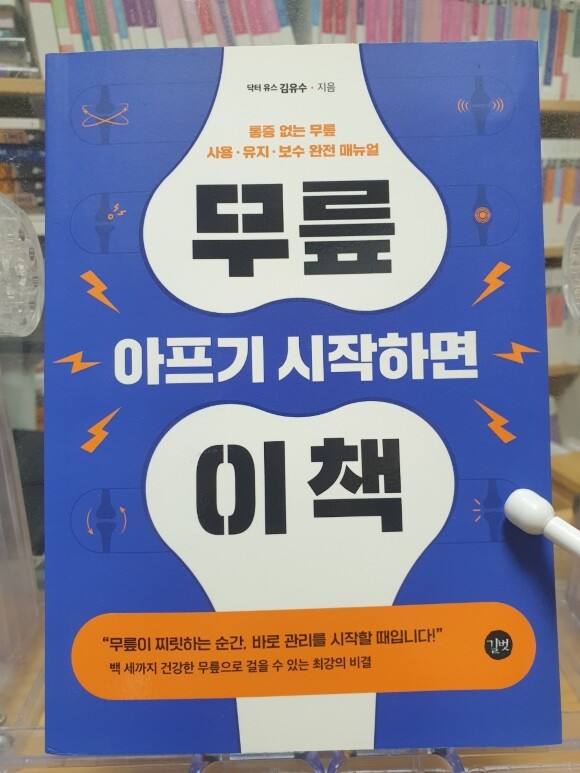 닥터 유스 김유수 · 지음
통증 없는 무릎
사용·유지·보수 완전 매뉴얼
무릎
아프기 시작하면
이 책
“무릎이 찌릿하는 순간, 바로 관리를 시작할 때입니다!”
백 세까지 건강한 무릎으로 걸을 수 있는 최강의 비결
길벗